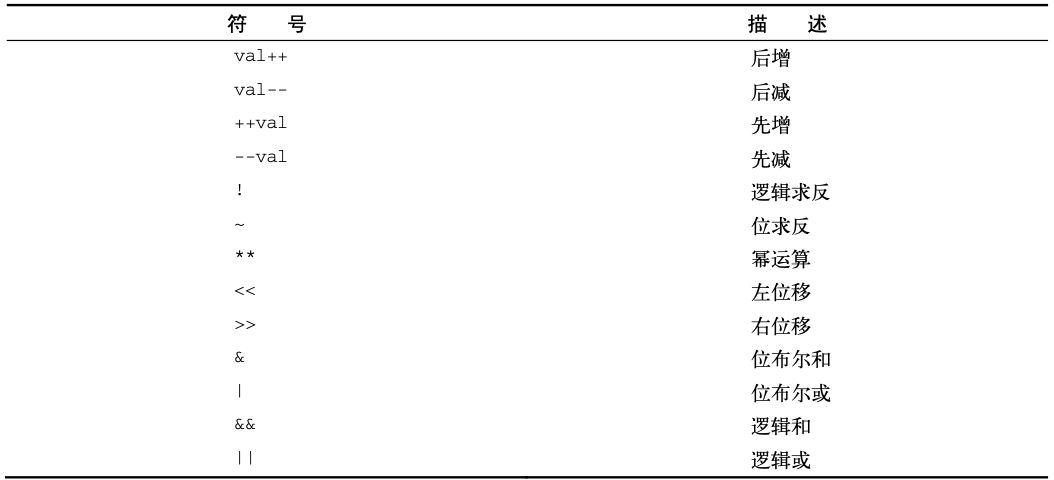 符 号 描 述
val++ 后增
val-- 后减
++val 先增
--val 先减
! 逻辑求反
~ 位求反
** 幂运算
<< 左位移
>> 右位移
& 位布尔和
| 位布尔或
&& 逻辑和
|| 逻辑或